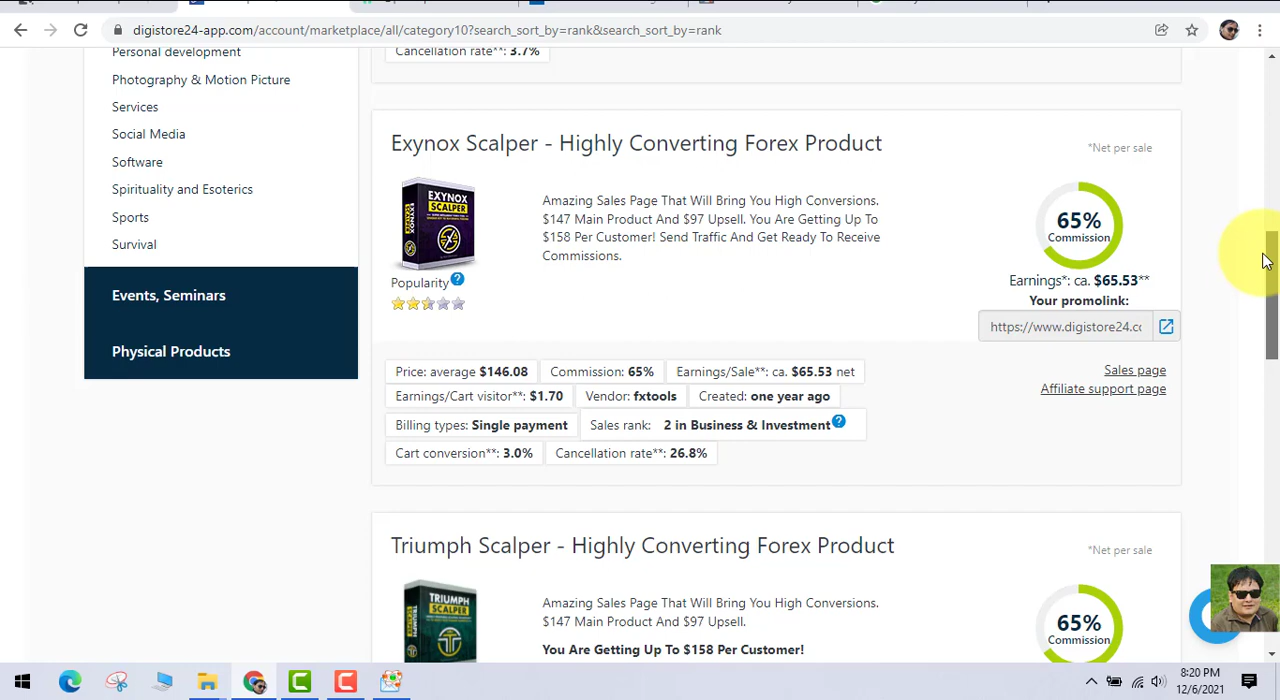 digistore24-app.com/account/marketplace/all/category10?search_sort_by=rank&search_sort_by=rank
Personal development
Photography & Motion Picture
Services
Social Media
Software
Spirituality and Esoterics
Sports
Survival
Events, Seminars
Physical Products
Cancellation rate**: 3.7%
Exynox Scalper - Highly Converting Forex Product
*Net per sale
EXYNOX
SCALPER
Amazing Sales Page That Will Bring You High Conversions.
$147 Main Product And $97 Upsell. You Are Getting Up To
$158 Per Customer! Send Traffic And Get Ready To Receive
Commissions.
65%
Commission
Popularity ?
Earnings*: ca. $65.53**
Your promolink:
https://www.digistore24.cc
Price: average $146.08 Commission: 65% Earnings/Sale**: ca. $65.53 net
Earnings/Cart visitor**: $1.70 Vendor: fxtools Created: one year ago
Billing types: Single payment Sales rank: 2 in Business & Investment ?
Cart conversion**: 3.0% Cancellation rate**: 26.8%
Sales page
Affiliate support page
Triumph Scalper - Highly Converting Forex Product
*Net per sale
TRIUMPH
SCALPER
Amazing Sales Page That Will Bring You High Conversions.
$147 Main Product And $97 Upsell.
You Are Getting Up To $158 Per Customer!
65%
Commission
8:20 PM
12/6/2021